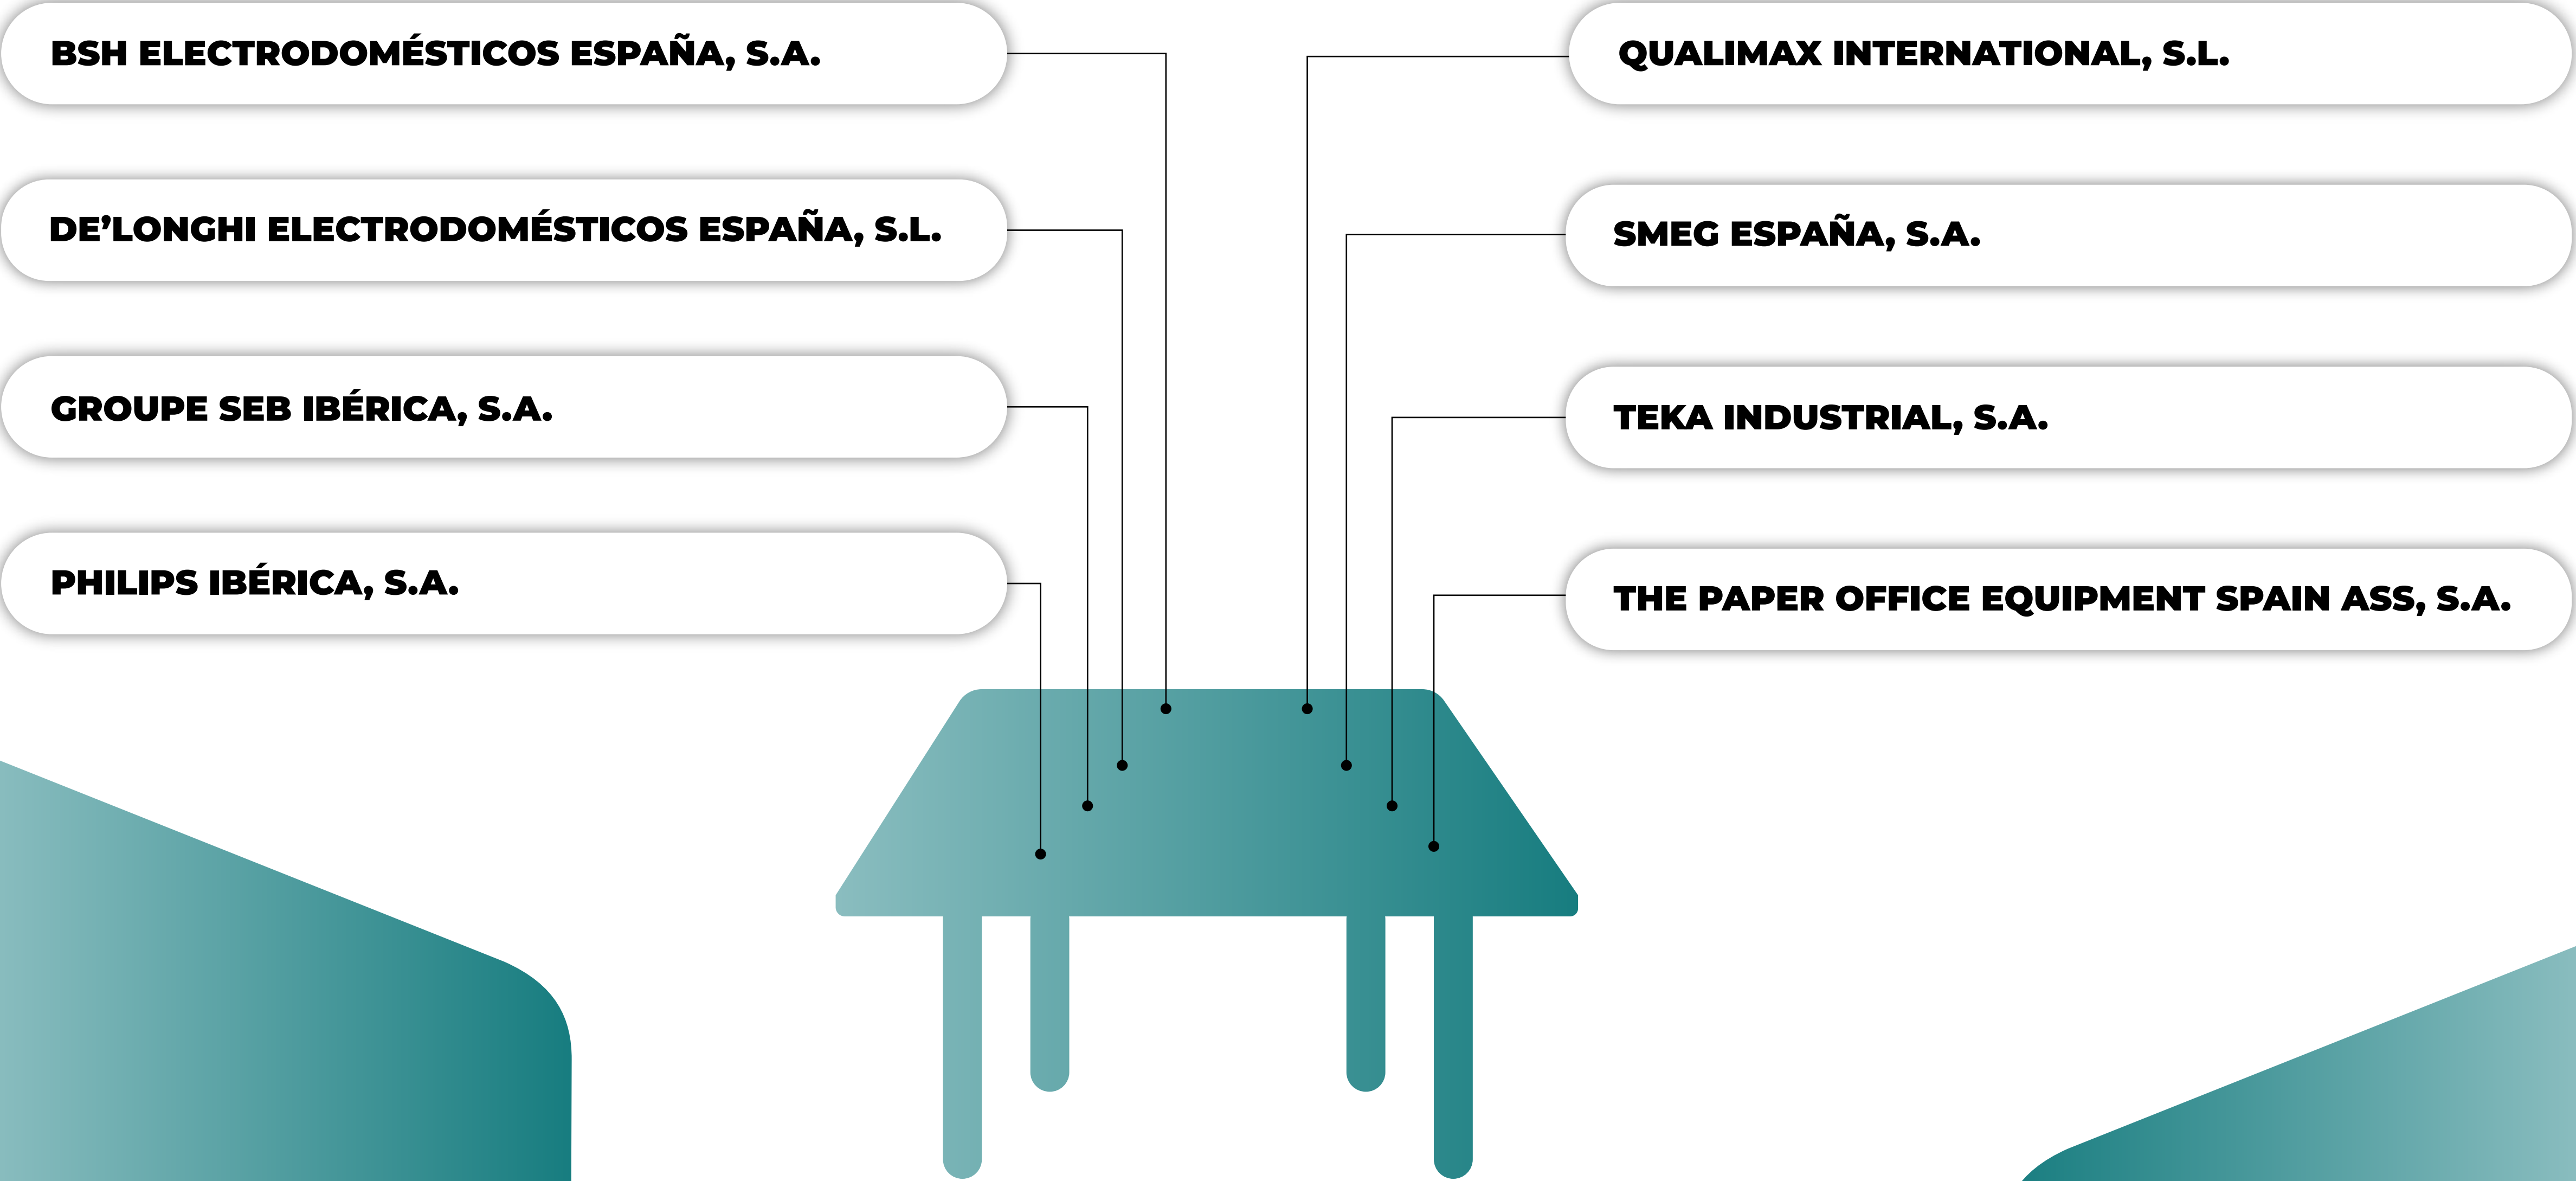 BSH ELECTRODOMÉSTICOS ESPAÑA, S.A.
DE’LONGHI ELECTRODOMÉSTICOS ESPAÑA, S.L.
GROUPE SEB IBÉRICA, S.A.
PHILIPS IBÉRICA, S.A.
QUALIMAX INTERNATIONAL, S.L.
SMEG ESPAÑA, S.A.
TEKA INDUSTRIAL, S.A.
THE PAPER OFFICE EQUIPMENT SPAIN ASS, S.A.